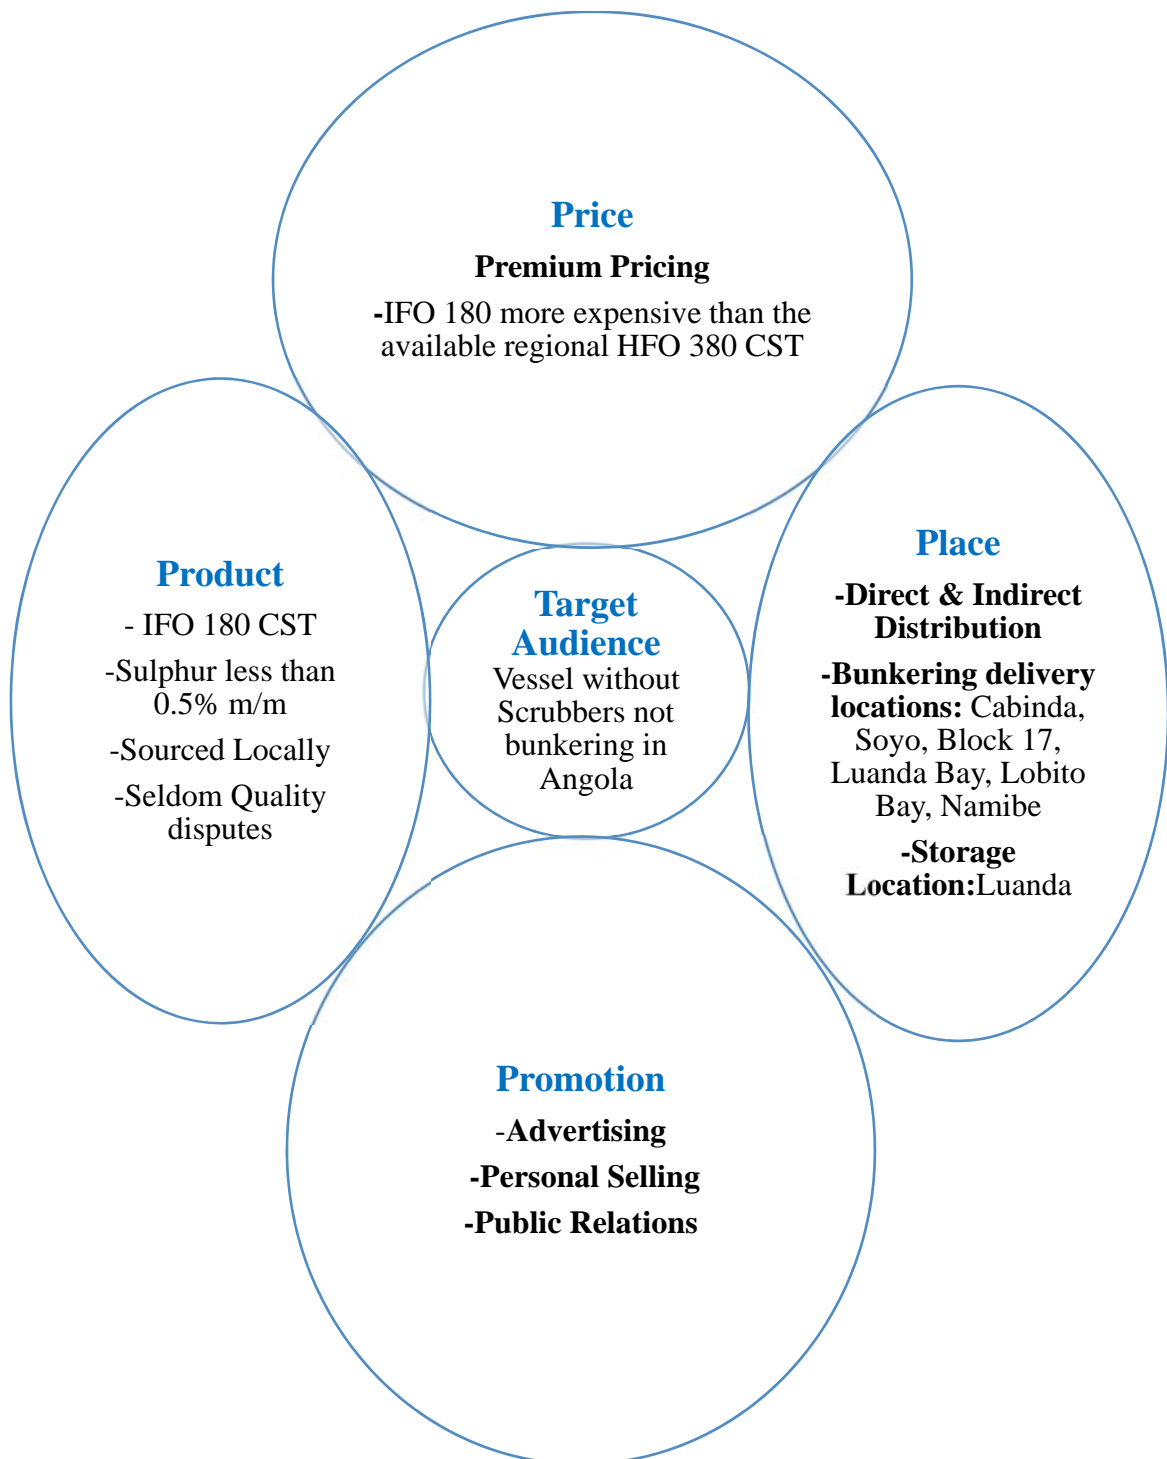 Price
Premium Pricing
-IFO 180 more expensive than the
available regional HFO 380 CST
Product
- IFO 180 CST
-Sulphur less than
0.5% m/m
-Sourced Locally
-Seldom Quality
disputes
Target
Audience
Vessel without
Scrubbers not
bunkering in
Angola
Place
-Direct & Indirect
Distribution
-Bunkering delivery
locations: Cabinda,
Soyo, Block 17,
Luanda Bay, Lobito
Bay, Namibe
-Storage
Location:Luanda
Promotion
-Advertising
-Personal Selling
-Public Relations